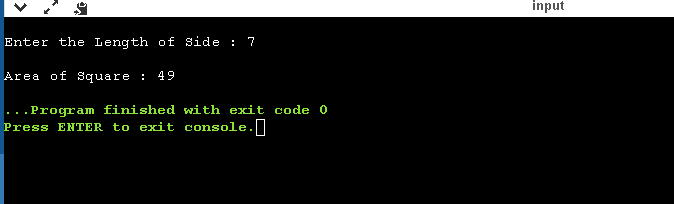 input
Enter the Length of Side : 7
Area of Square : 49
...Program finished with exit code 0
Press ENTER to exit console.